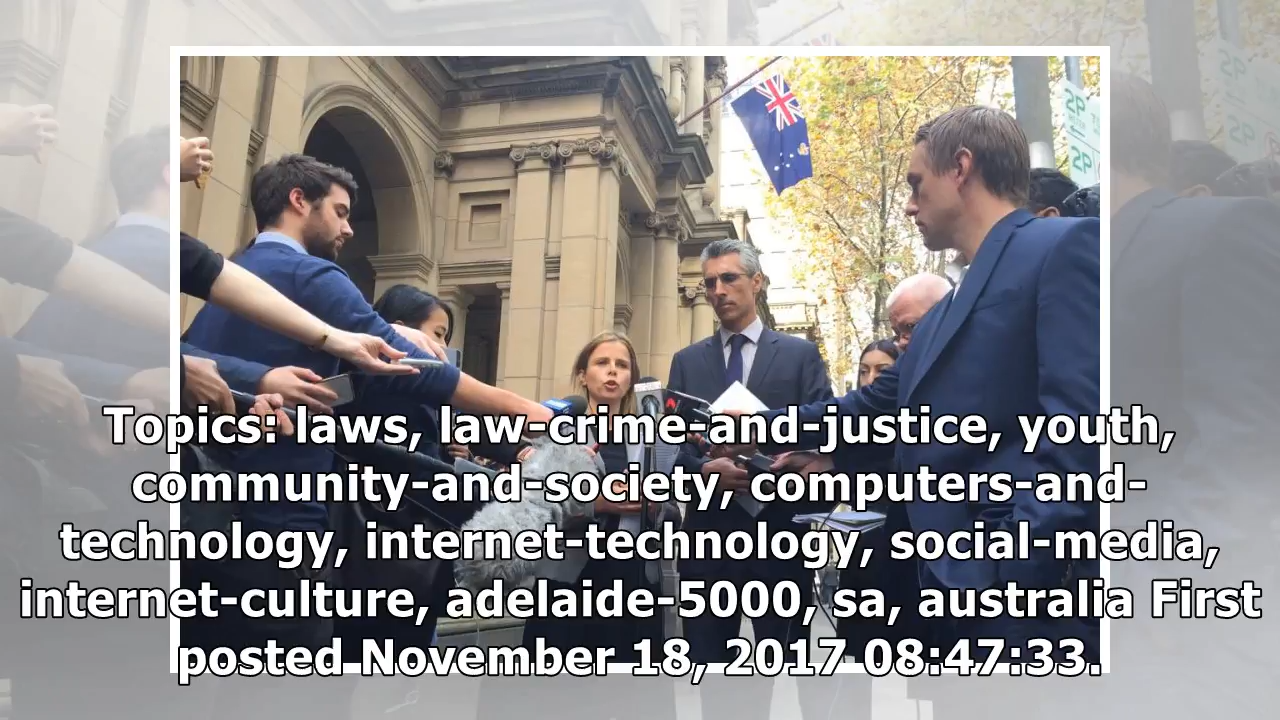 Topics: laws, law-crime-and-justice, youth,
community-and-society, computers-and-
technology, internet-technology, social-media,
internet-culture, adelaide-5000, sa, australia First
posted November 18, 2017 08:47:33.